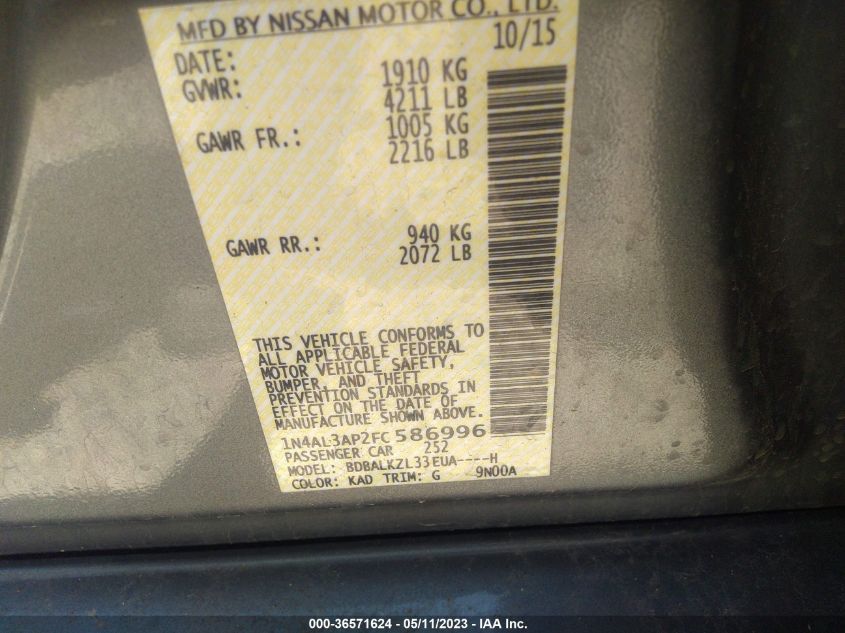 MFD BY NISSAN MOTOR CO., LTD.
DATE: 10/15
GVWR: 1910 KG
4211 LB
GAWR FR.: 1005 KG
2216 LB
GAWR RR.: 940 KG
2072 LB
THIS VEHICLE CONFORMS TO
ALL APPLICABLE FEDERAL
MOTOR VEHICLE SAFETY,
BUMPER, AND THEFT
PREVENTION STANDARDS IN
EFFECT ON THE DATE OF
MANUFACTURE SHOWN ABOVE.
1N4AL3AP2FC586996
PASSENGER CAR 252
MODEL: BDBALKZL33EUA----H
COLOR: KAD TRIM: G 9N00A
000-36571624 / 05/11/2023 - IAA Inc.